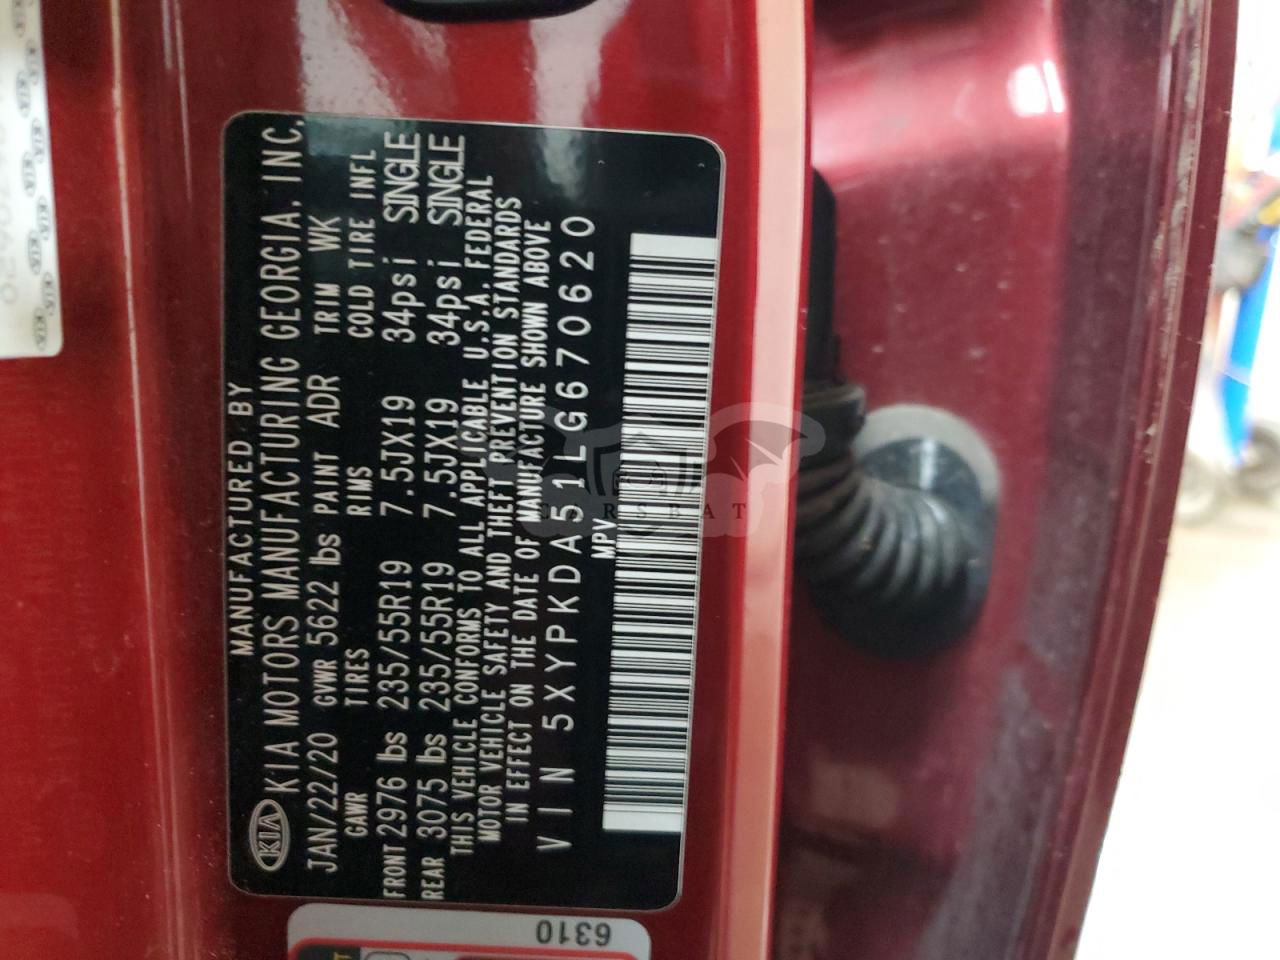 MANUFACTURED BY
KIA KIA MOTORS MANUFACTURING GEORGIA, INC.
JAN/22/20 GVWR 5622 lbs PAINT ADR TRIM WK
GAWR TIRES RIMS COLD TIRE INFL
FRONT 2976 lbs 235/55R19 7.5JX19 34psi SINGLE
REAR 3075 lbs 235/55R19 7.5JX19 34psi SINGLE
THIS VEHICLE CONFORMS TO ALL APPLICABLE U.S.A. FEDERAL
MOTOR VEHICLE SAFETY AND THEFT PREVENTION STANDARDS
IN EFFECT ON THE DATE OF MANUFACTURE SHOWN ABOVE
VIN 5XYPKDA51LG670620
MPV
CARSBAT
6310